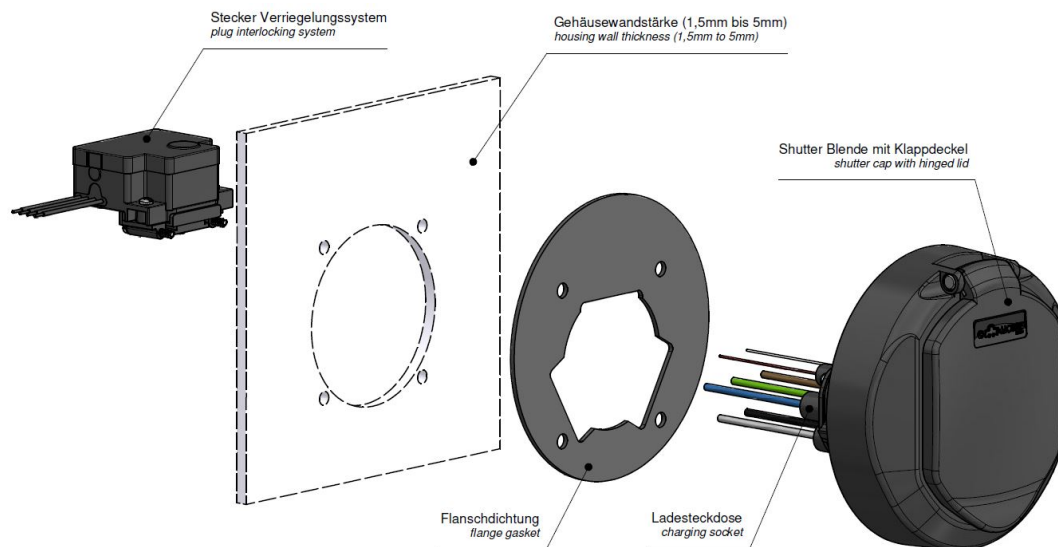 Stecker Verriegelungssystem
plug interlocking system
Gehäusewandstärke (1,5mm bis 5mm)
housing wall thickness (1,5mm to 5mm)
Shutter Blende mit Klappdeckel
shutter cap with hinged lid
Flanschdichtung
flange gasket
Ladesteckdose
charging socket